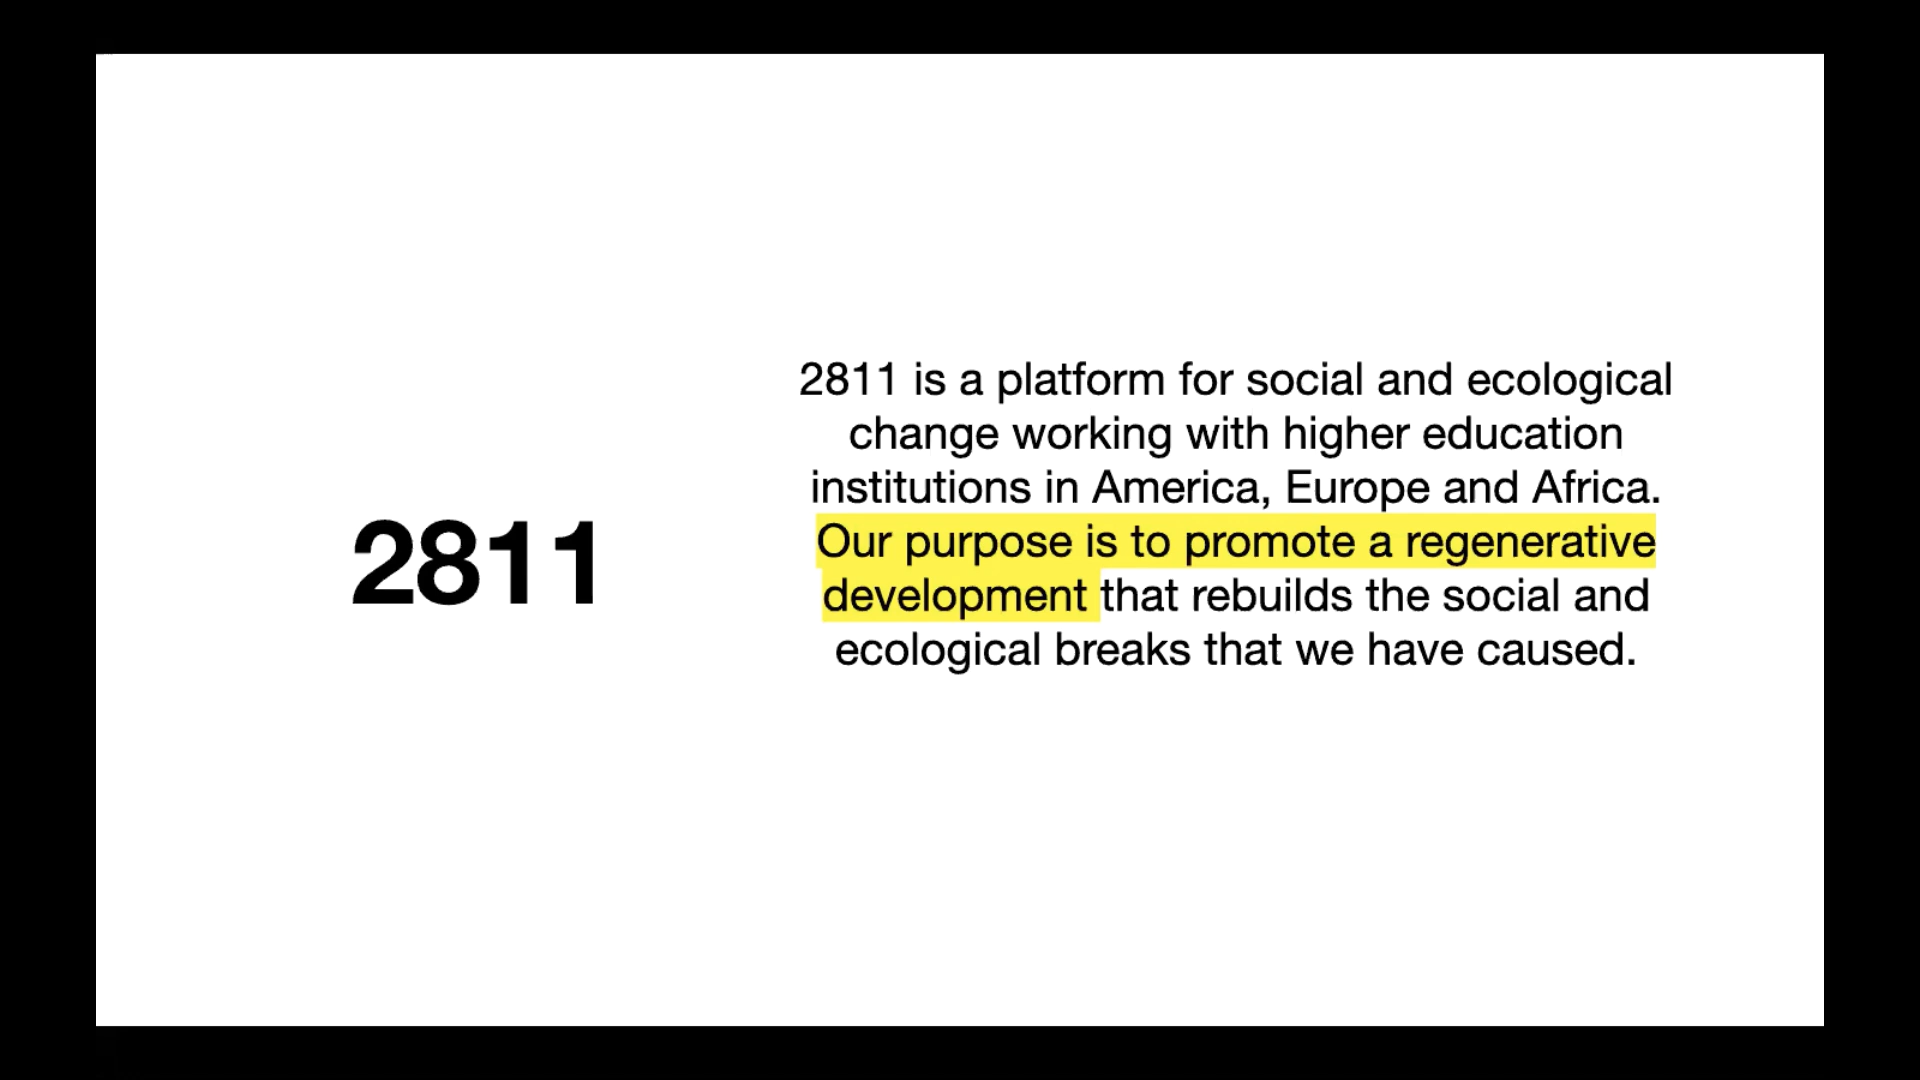 2811
2811 is a platform for social and ecological
change working with higher education
institutions in America, Europe and Africa.
Our purpose is to promote a regenerative
development that rebuilds the social and
ecological breaks that we have caused.